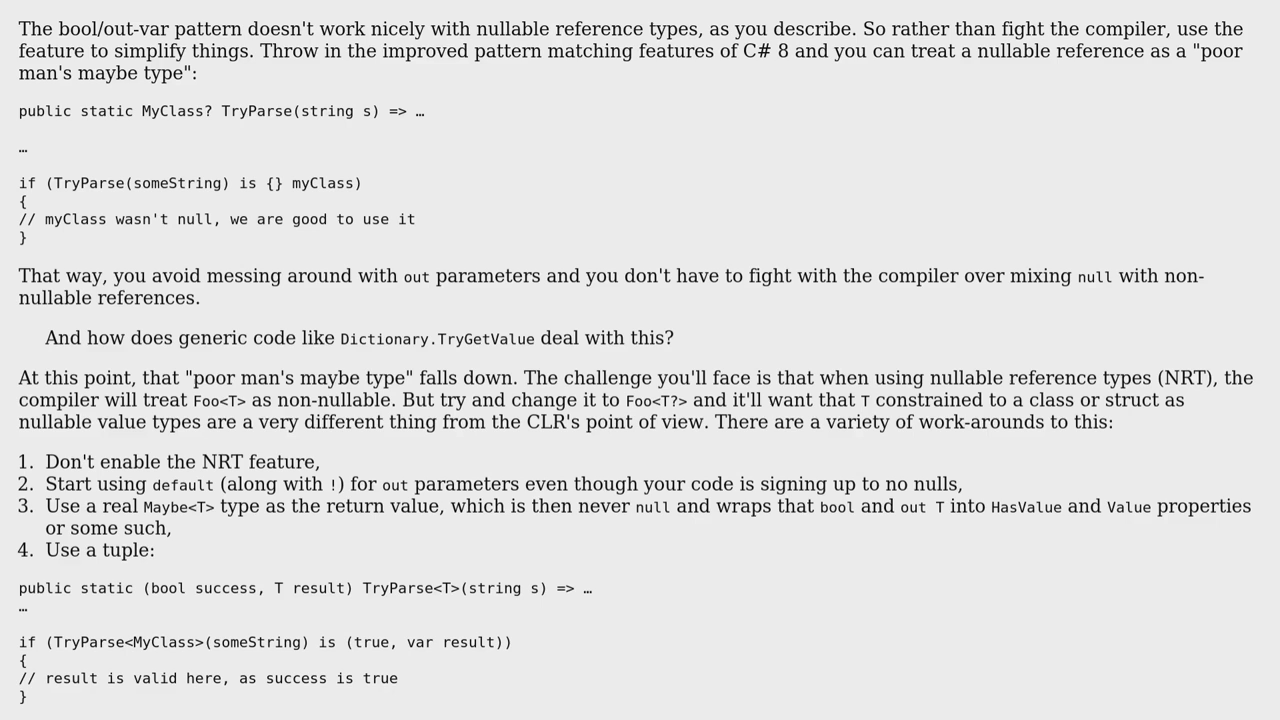 The bool/out-var pattern doesn't work nicely with nullable reference types, as you describe. So rather than fight the compiler, use the
feature to simplify things. Throw in the improved pattern matching features of C# 8 and you can treat a nullable reference as a "poor
man's maybe type":
public static MyClass? TryParse(string s) => …
…
if (TryParse(someString) is {} myClass)
{
// myClass wasn't null, we are good to use it
}
That way, you avoid messing around with out parameters and you don't have to fight with the compiler over mixing null with non-
nullable references.
And how does generic code like Dictionary.TryGetValue deal with this?
At this point, that "poor man's maybe type" falls down. The challenge you'll face is that when using nullable reference types (NRT), the
compiler will treat Foo<T> as non-nullable. But try and change it to Foo<T?> and it'll want that T constrained to a class or struct as
nullable value types are a very different thing from the CLR's point of view. There are a variety of work-arounds to this:
1. Don't enable the NRT feature,
2. Start using default (along with !) for out parameters even though your code is signing up to no nulls,
3. Use a real Maybe<T> type as the return value, which is then never null and wraps that bool and out T into HasValue and Value properties
or some such,
4. Use a tuple:
public static (bool success, T result) TryParse<T>(string s) => …
…
if (TryParse<MyClass>(someString) is (true, var result))
{
// result is valid here, as success is true
}